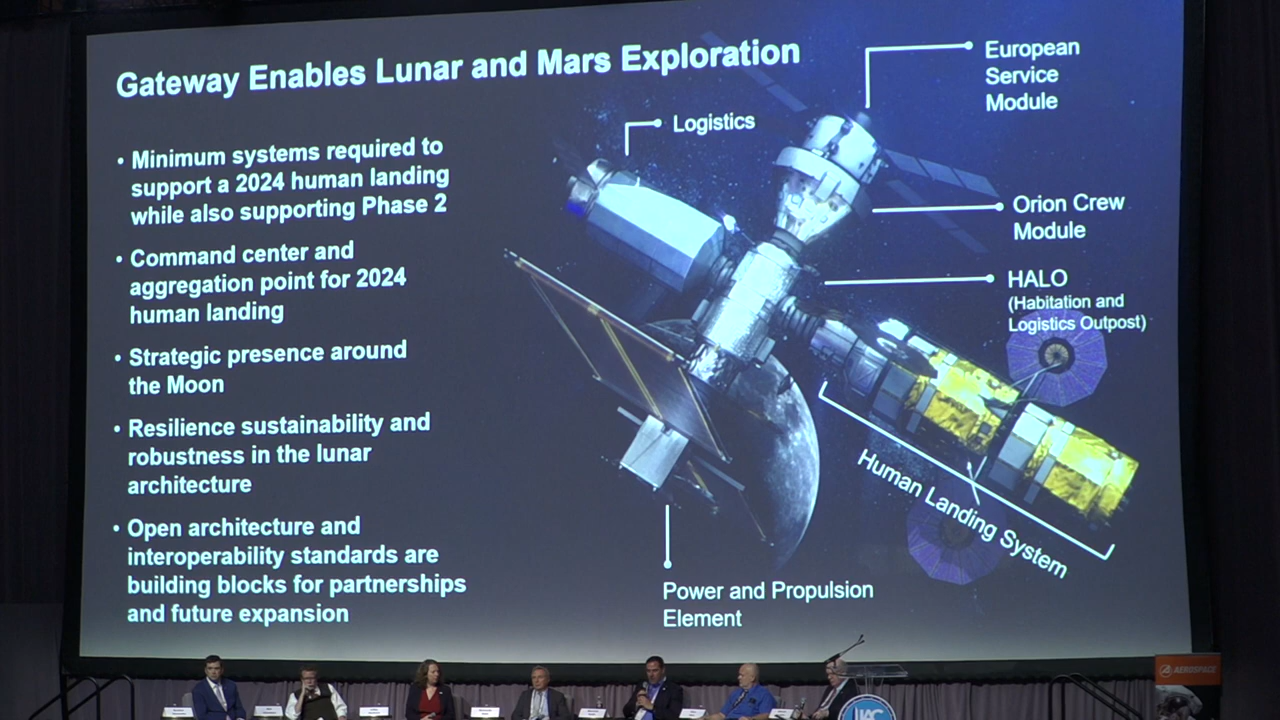 Gateway Enables Lunar and Mars Exploration
• Minimum systems required to
support a 2024 human landing
while also supporting Phase 2
• Command center and
aggregation point for 2024
human landing
• Strategic presence around
the Moon
• Resilience sustainability and
robustness in the lunar
architecture
• Open architecture and
interoperability standards are
building blocks for partnerships
and future expansion
Logistics
European
Service
Module
Orion Crew
Module
HALO
(Habitation and
Logistics Outpost)
Human Landing System
Power and Propulsion
Element
AEROSPACE
IAC